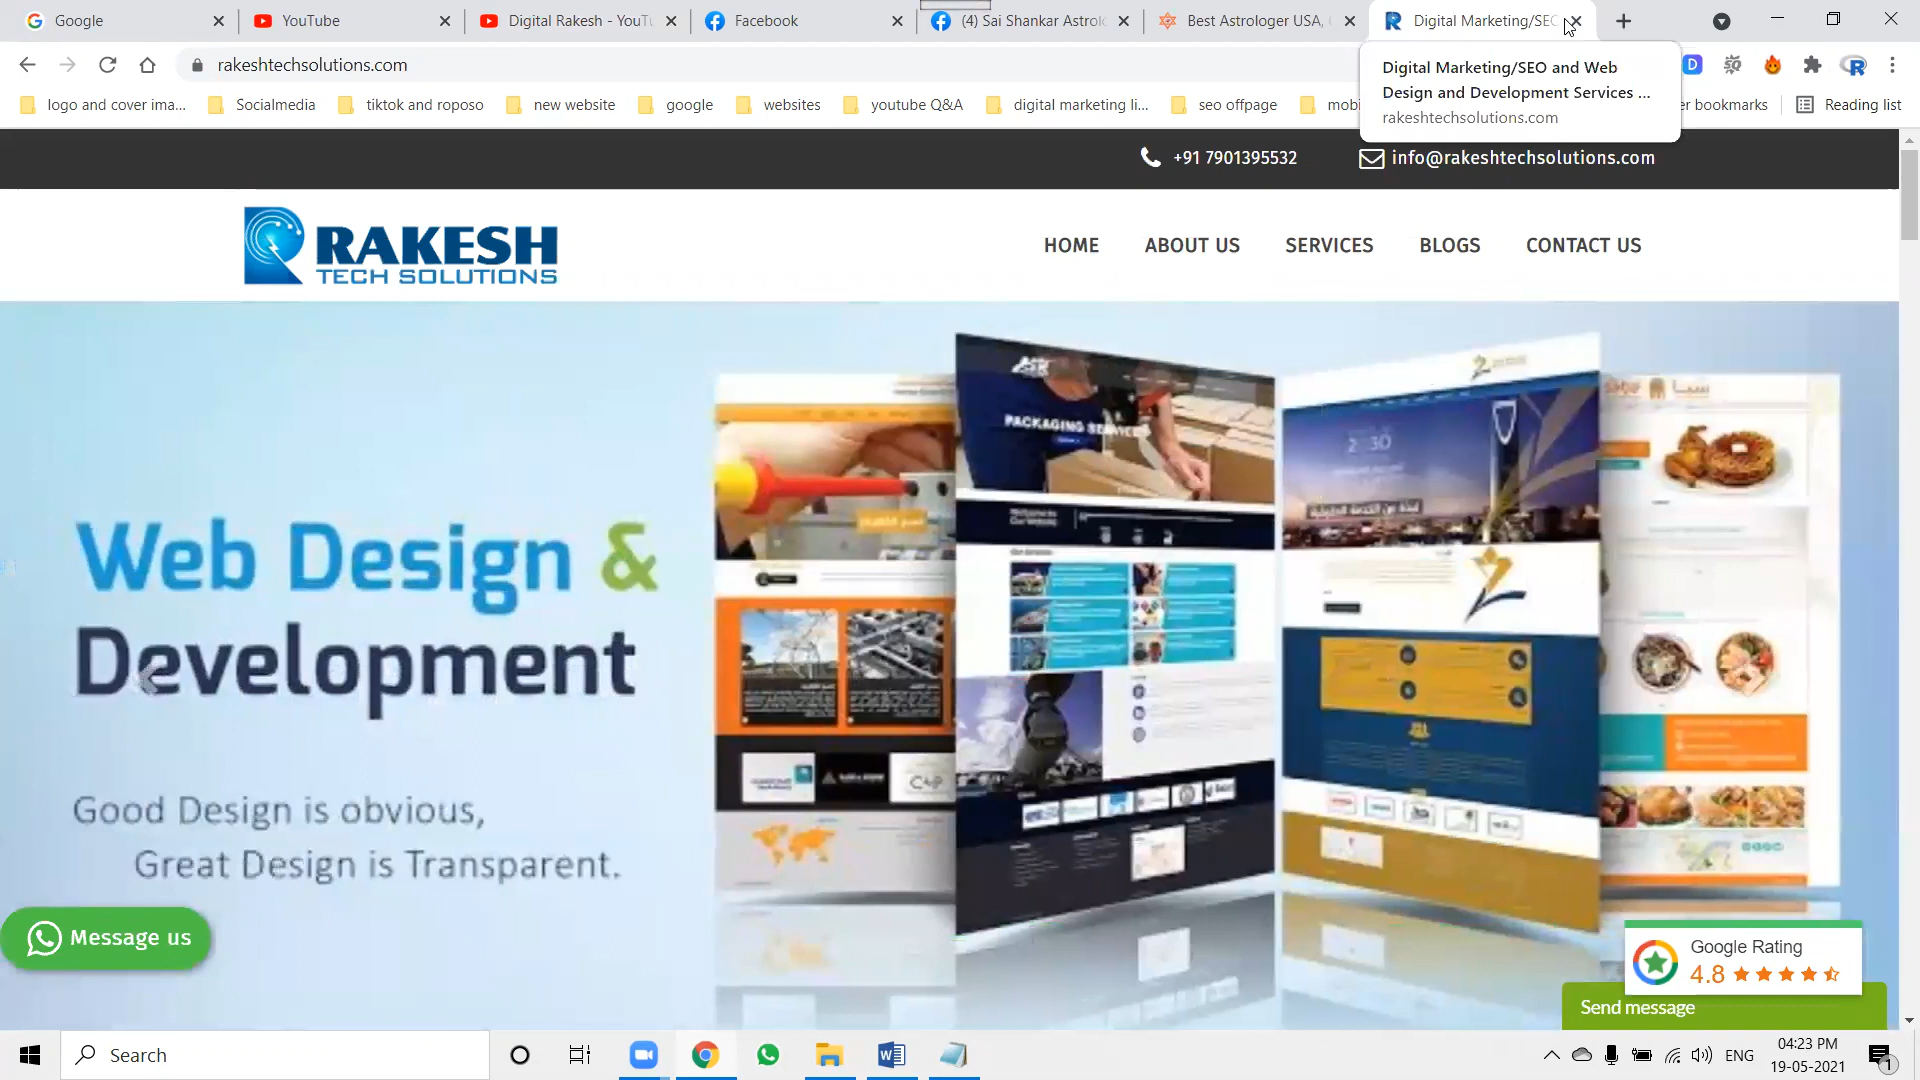 Google
YouTube
Digital Rakesh - YouTu
Facebook
(4) Sai Shankar Astrolo
Best Astrologer USA,
Digital Marketing/SEO
rakeshtechsolutions.com
Digital Marketing/SEO and Web
Design and Development Services ...
rakeshtechsolutions.com
logo and cover ima...
Socialmedia
tiktok and roposo
new website
google
websites
youtube Q&A
digital marketing li...
seo offpage
mobi
er bookmarks
Reading list
+91 7901395532
info@rakeshtechsolutions.com
RAKESH
TECH SOLUTIONS
HOME
ABOUT US
SERVICES
BLOGS
CONTACT US
PACKAGING SERVICES
Web Design &
Development
Good Design is obvious,
Great Design is Transparent.
Message us
Google Rating
4.8
Send message
Search
ENG
04:23 PM
19-05-2021
1